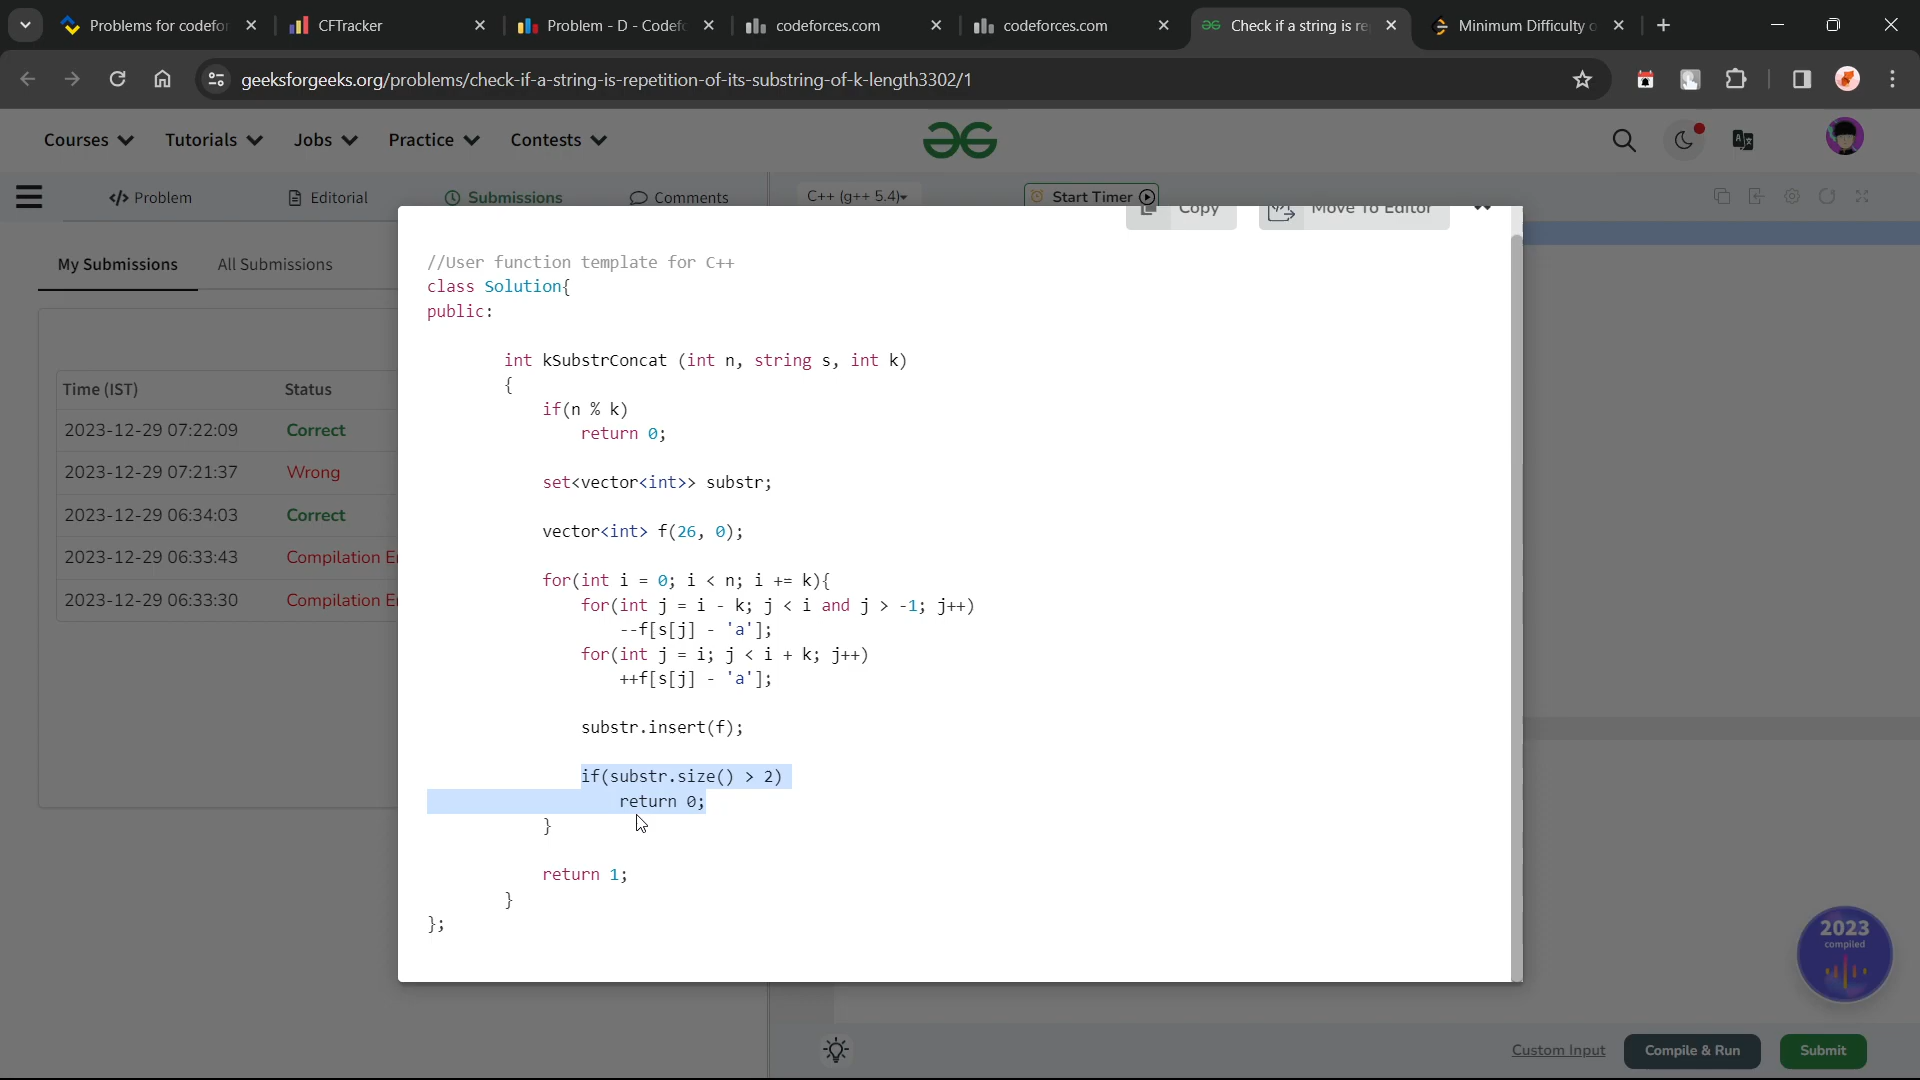 Problems for codefor
CFTracker
Problem - D - Codef
codeforces.com
codeforces.com
Check if a string is re
Minimum Difficulty o
geeksforgeeks.org/problems/check-if-a-string-is-repetition-of-its-substring-of-k-length3302/1
Courses
Tutorials
Jobs
Practice
Contests
</> Problem
Editorial
Submissions
Comments
C++ (g++ 5.4)
Start Timer
Copy
Move To Editor
My Submissions
All Submissions
Time (IST)
Status
2023-12-29 07:22:09
Correct
2023-12-29 07:21:37
Wrong
2023-12-29 06:34:03
Correct
2023-12-29 06:33:43
Compilation E
2023-12-29 06:33:30
Compilation E
//User function template for C++
class Solution{
public:
int kSubstrConcat (int n, string s, int k)
{
if(n % k)
return 0;
set<vector<int>> substr;
vector<int> f(26, 0);
for(int i = 0; i < n; i += k){
for(int j = i - k; j < i and j > -1; j++)
--f[s[j] - 'a'];
for(int j = i; j < i + k; j++)
++f[s[j] - 'a'];
substr.insert(f);
if(substr.size() > 2)
return 0;
}
return 1;
}
};
2023
compiled
Custom Input
Compile & Run
Submit